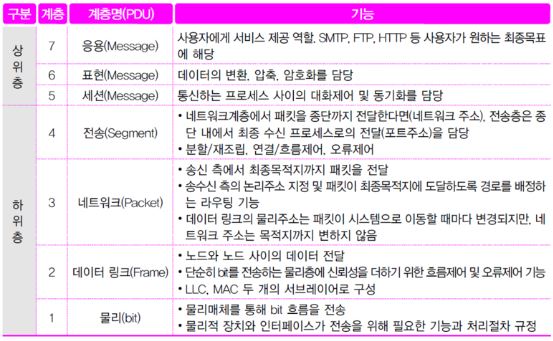 구분 계층 계층명(PDU) 기능
상위층
7 응용(Message) 사용자에게 서비스 제공 역할, SMTP, FTP, HTTP 등 사용자가 원하는 최종목표
에 해당
6 표현(Message) 데이터의 변환, 압축, 암호화를 담당
5 세션(Message) 통신하는 프로세스 사이의 대화제어 및 동기화를 담당
하위층
4 전송(Segment) • 네트워크계층에서 패킷을 종단까지 전달한다면(네트워크 주소), 전송층은 종
단 내에서 최종 수신 프로세스로의 전달(포트주소)을 담당
• 분할/재조립, 연결/흐름제어, 오류제어
3 네트워크(Packet) • 송신 측에서 최종목적지까지 패킷을 전달
• 송수신 측의 논리주소 지정 및 패킷이 최종목적지에 도달하도록 경로를 배정하
는 라우팅 기능
• 데이터 링크의 물리주소는 패킷이 시스템으로 이동할 때마다 변경되지만, 네
트워크 주소는 목적지까지 변하지 않음
2 데이터 링크(Frame) • 노드와 노드 사이의 데이터 전달
• 단순히 bit를 전송하는 물리층에 신뢰성을 더하기 위한 흐름제어 및 오류제어 기능
• LLC, MAC 두 개의 서브레이어로 구성
1 물리(bit) • 물리매체를 통해 bit 흐름을 전송
• 물리적 장치와 인터페이스가 전송을 위해 필요한 기능과 처리절차 규정